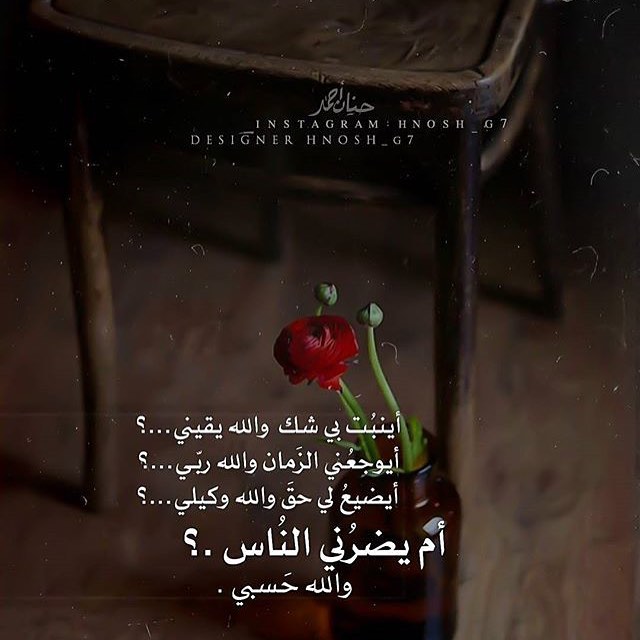 حنان أحمد
INSTAGRAM : HNOSH_G7
DESIGNER HNOSH_G7
أينبُت بي شك والله يقيني...؟
أيوجعُني الزَمان والله ربّي...؟
أيضيعُ لي حقَ والله وكيلي...؟
أم يضرُني النُاس .؟
والله حَسبي .